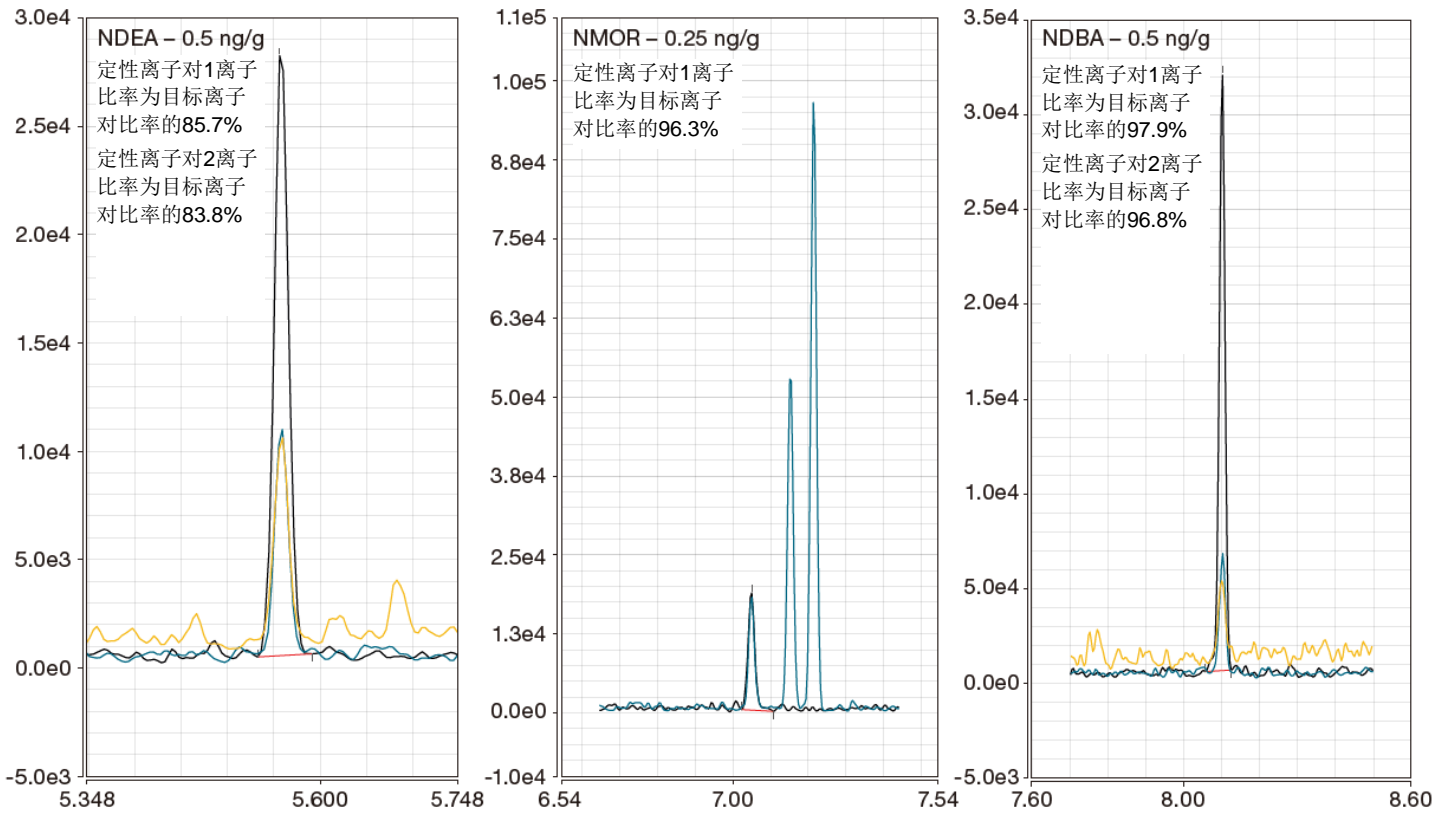 NDEA – 0.5 ng/g
定性离子对1离子
比率为目标离子
对比率的85.7%
定性离子对2离子
比率为目标离子
对比率的83.8%
3.0e4
2.5e4
2.0e4
1.5e4
1.0e4
5.0e3
0.0e0
-5.0e3
5.348
5.600
5.748
NMOR – 0.25 ng/g
定性离子对1离子
比率为目标离子
对比率的96.3%
1.1e5
1.0e5
8.8e4
7.5e4
6.3e4
5.0e4
3.8e4
2.5e4
1.3e4
0.0e0
-1.0e4
6.54
7.00
7.54
NDBA – 0.5 ng/g
定性离子对1离子
比率为目标离子
对比率的97.9%
定性离子对2离子
比率为目标离子
对比率的96.8%
3.5e4
3.0e4
2.5e4
2.0e4
1.5e4
1.0e4
5.0e4
0.0e0
-5.0e3
7.60
8.00
8.60